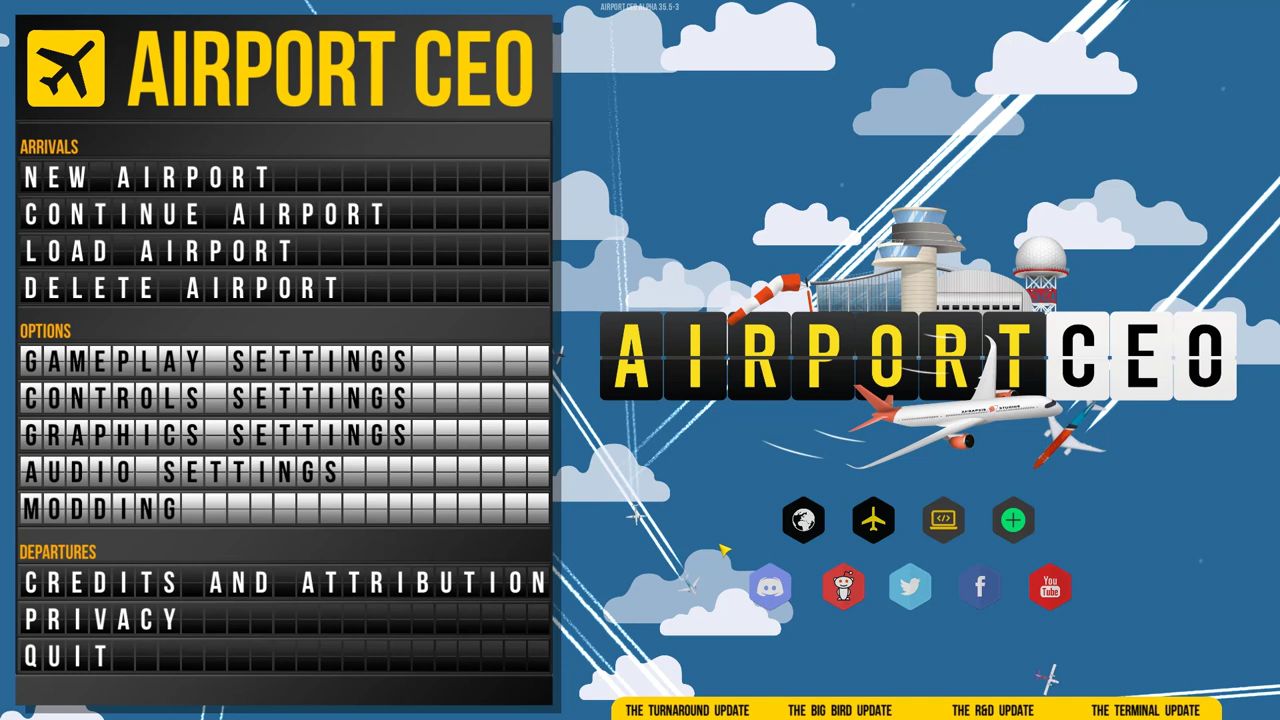 AIRPORT CEO ALPHA 35.5-3
AIRPORT CEO
ARRIVALS
NEW AIRPORT
CONTINUE AIRPORT
LOAD AIRPORT
DELETE AIRPORT
OPTIONS
GAMEPLAY SETTINGS
CONTROLS SETTINGS
GRAPHICS SETTINGS
AUDIO SETTINGS
MODDING
DEPARTURES
CREDITS AND ATTRIBUTION
PRIVACY
QUIT
AIRPORTCEO
You
Tube
THE TURNAROUND UPDATE THE BIG BIRD UPDATE THE R&D UPDATE THE TERMINAL UPDATE